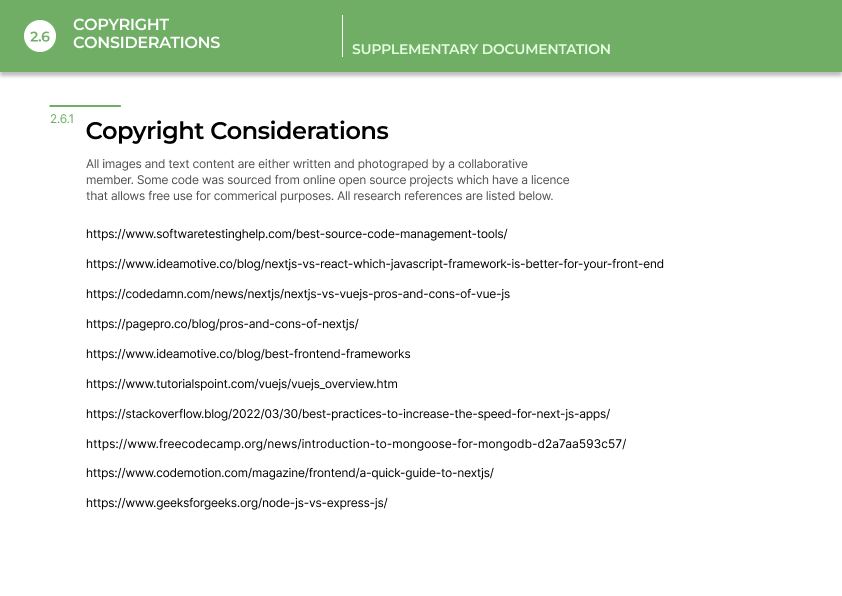 2.6
COPYRIGHT
CONSIDERATIONS
SUPPLEMENTARY DOCUMENTATION
2.6.1
Copyright Considerations
All images and text content are either written and photograped by a collaborative
member. Some code was sourced from online open source projects which have a licence
that allows free use for commerical purposes. All research references are listed below.
https://www.softwaretestinghelp.com/best-source-code-management-tools/
https://www.ideamotive.co/blog/nextjs-vs-react-which-javascript-framework-is-better-for-your-front-end
https://codedamn.com/news/nextjs/nextjs-vs-vuejs-pros-and-cons-of-vue-js
https://pagepro.co/blog/pros-and-cons-of-nextjs/
https://www.ideamotive.co/blog/best-frontend-frameworks
https://www.tutorialspoint.com/vuejs/vuejs_overview.htm
https://stackoverflow.blog/2022/03/30/best-practices-to-increase-the-speed-for-next-js-apps/
https://www.freecodecamp.org/news/introduction-to-mongoose-for-mongodb-d2a7aa593c57/
https://www.codemotion.com/magazine/frontend/a-quick-guide-to-nextjs/
https://www.geeksforgeeks.org/node-js-vs-express-js/